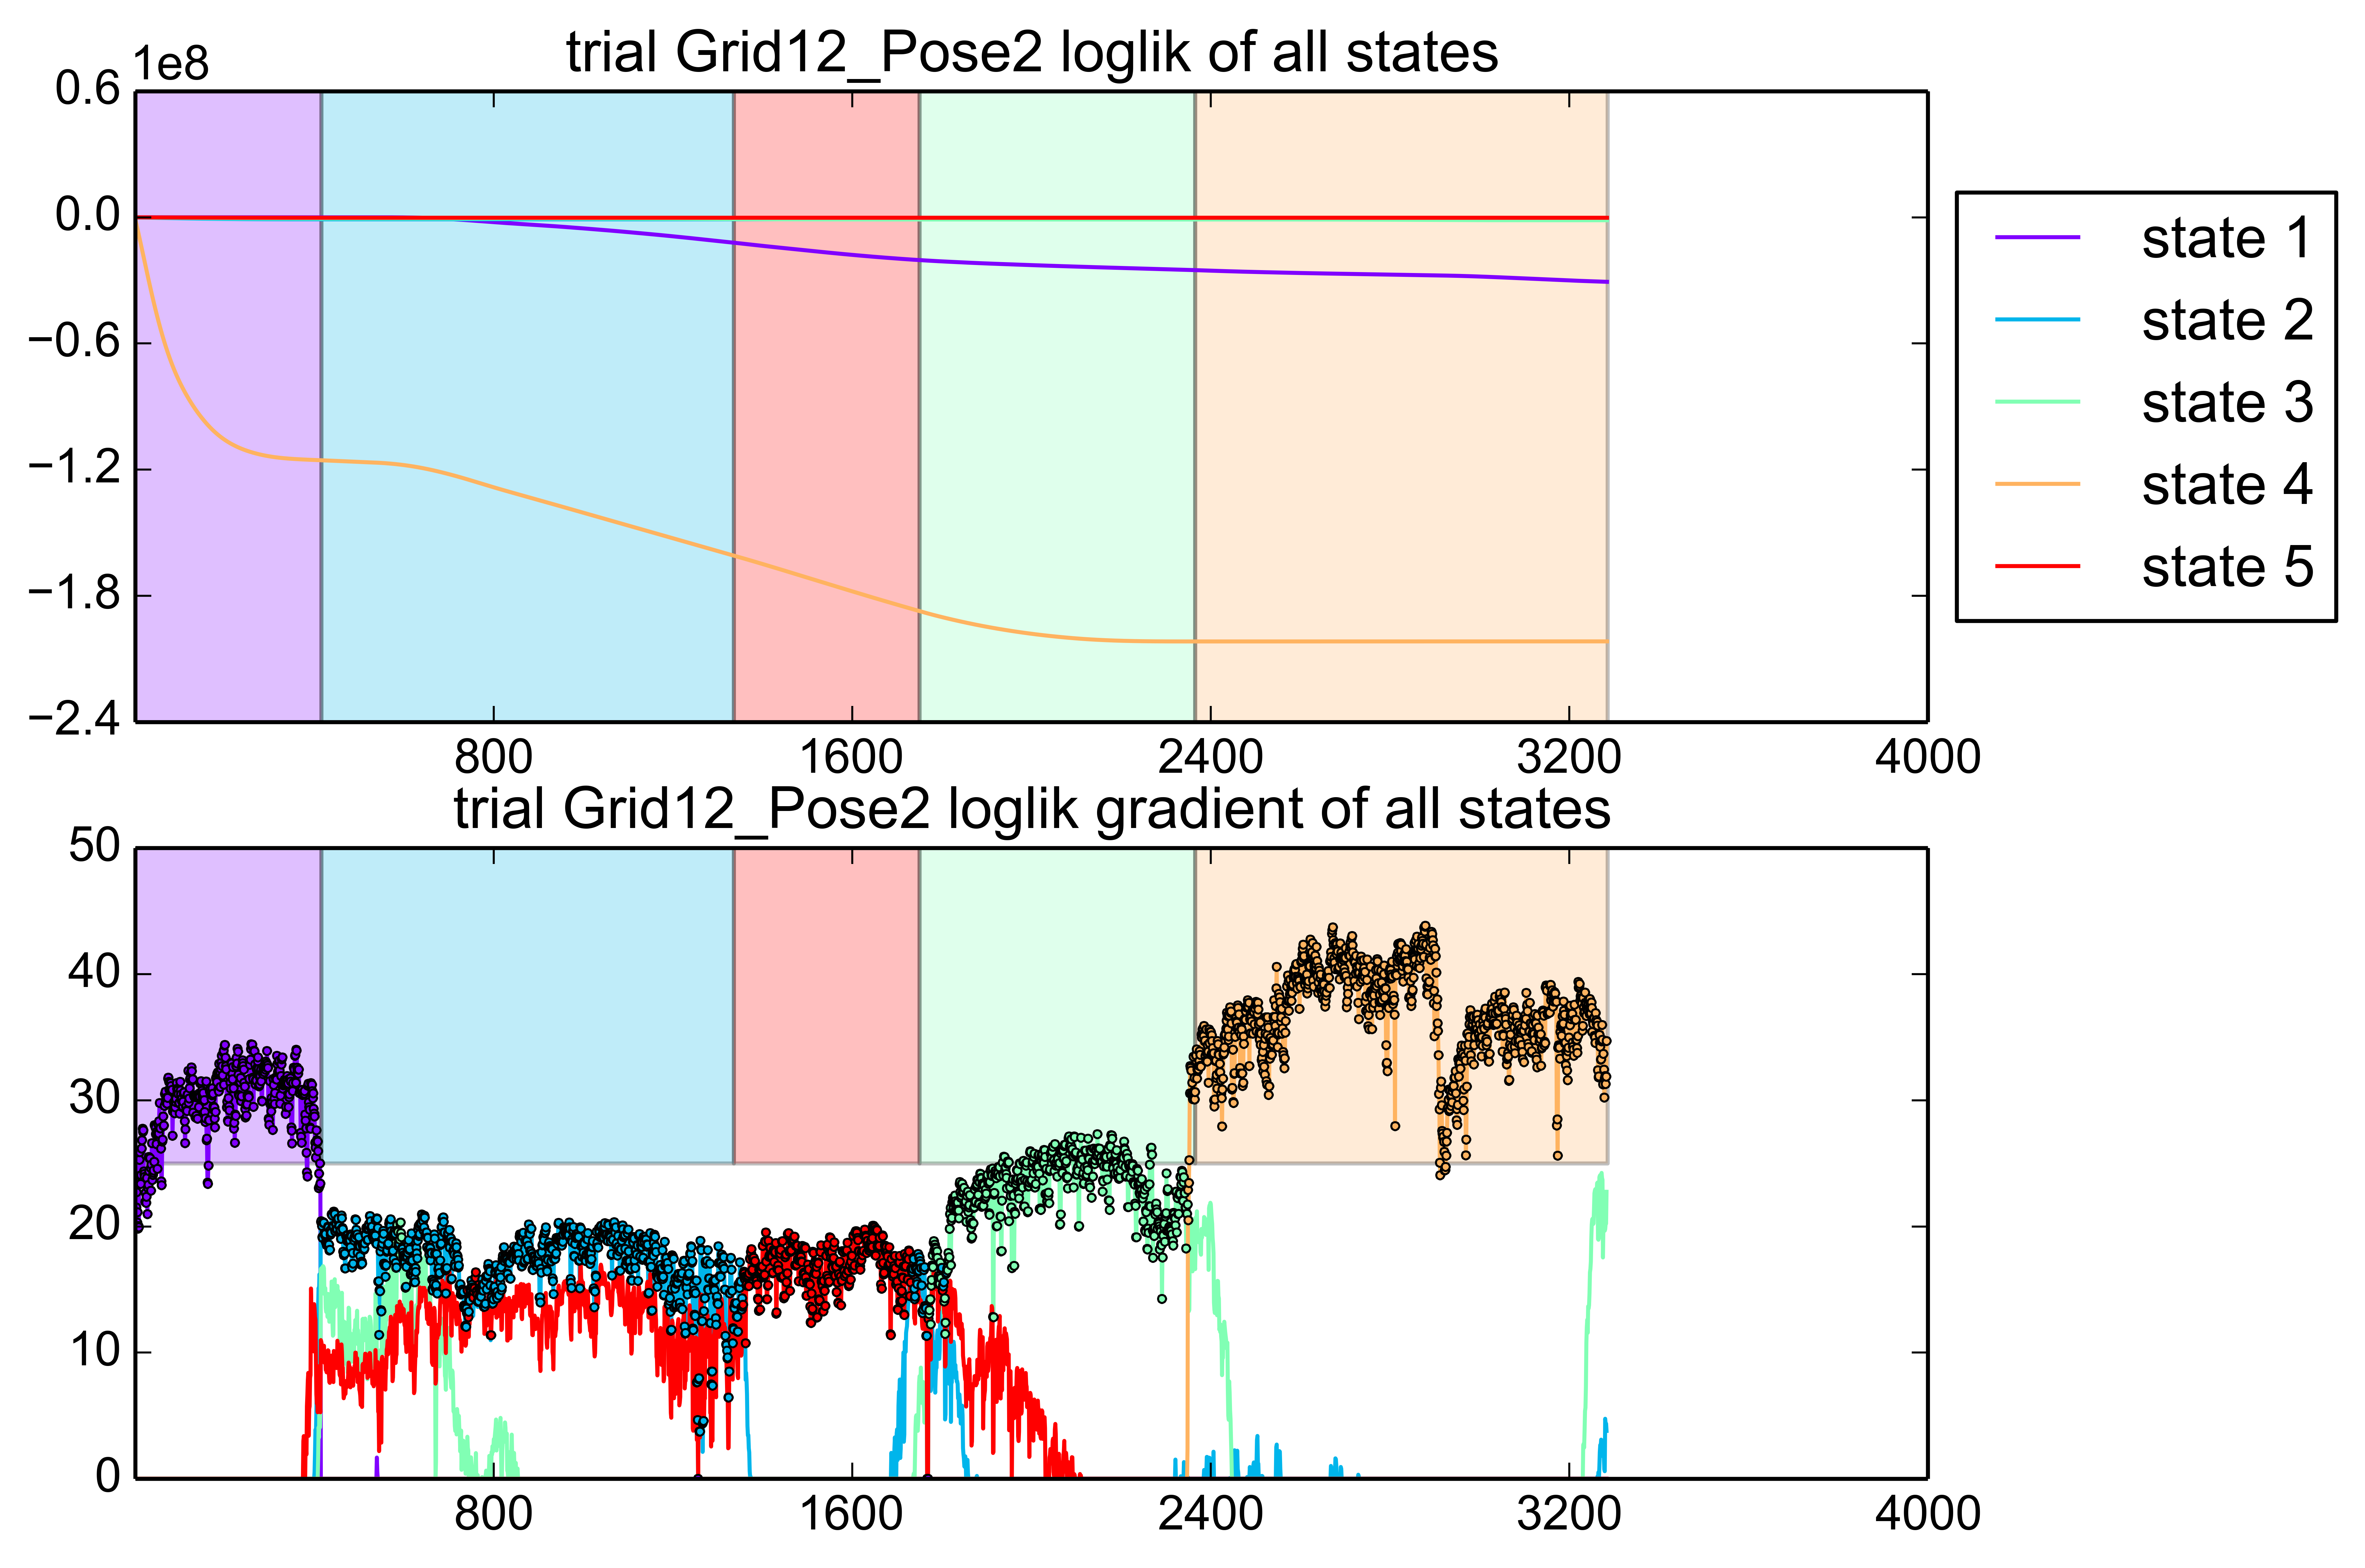 trial Grid12_Pose2 loglik of all states
1e8
0.6
0.0
−0.6
−1.2
−1.8
−2.4
800 1600 2400 3200 4000
state 1
state 2
state 3
state 4
state 5
trial Grid12_Pose2 loglik gradient of all states
50
40
30
20
10
0
800 1600 2400 3200 4000